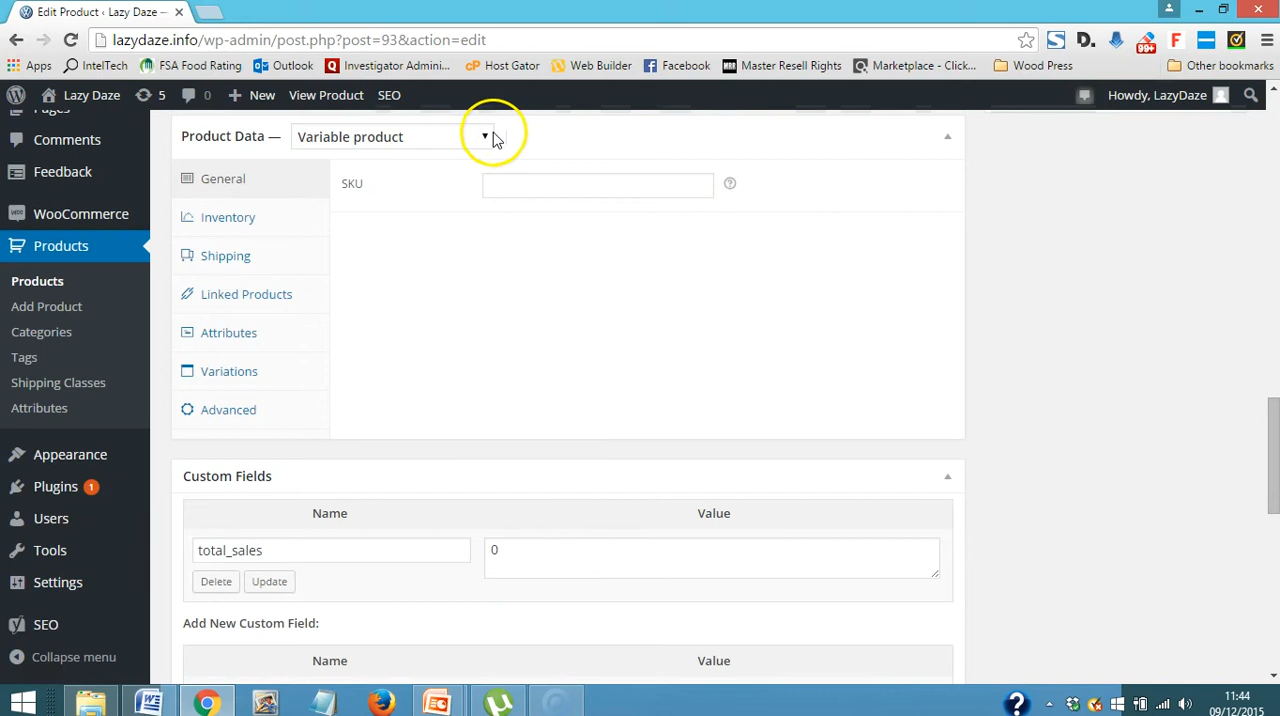 Edit Product ‹ Lazy Daze ... ×
lazydaze.info/wp-admin/post.php?post=93&action=edit
Apps IntelTech FSA Food Rating Outlook Investigator Admini... cP Host Gator Web Builder Facebook MRR Master Resell Rights Marketplace - Click... Wood Press Other bookmarks
Lazy Daze 5 0 + New View Product SEO Howdy, LazyDaze
Comments
Feedback
WooCommerce
Products
Products
Add Product
Categories
Tags
Shipping Classes
Attributes
Appearance
Plugins 1
Users
Tools
Settings
SEO
Collapse menu
Product Data — Variable product
General
Inventory
Shipping
Linked Products
Attributes
Variations
Advanced
SKU
Custom Fields
Name Value
total_sales 0
Delete Update
Add New Custom Field:
Name Value
11:44
09/12/2015